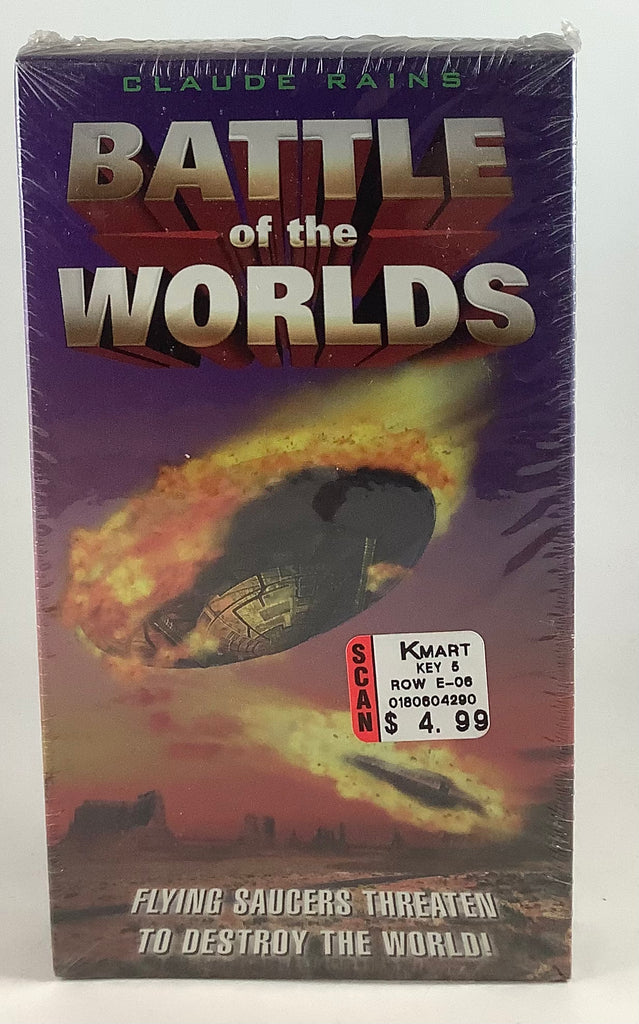 CLAUDE RAINS
BATTLE
of the
WORLDS
SCAN
KMART
KEY 5
ROW E-06
0180604290
$ 4.99
FLYING SAUCERS THREATEN
TO DESTROY THE WORLD!